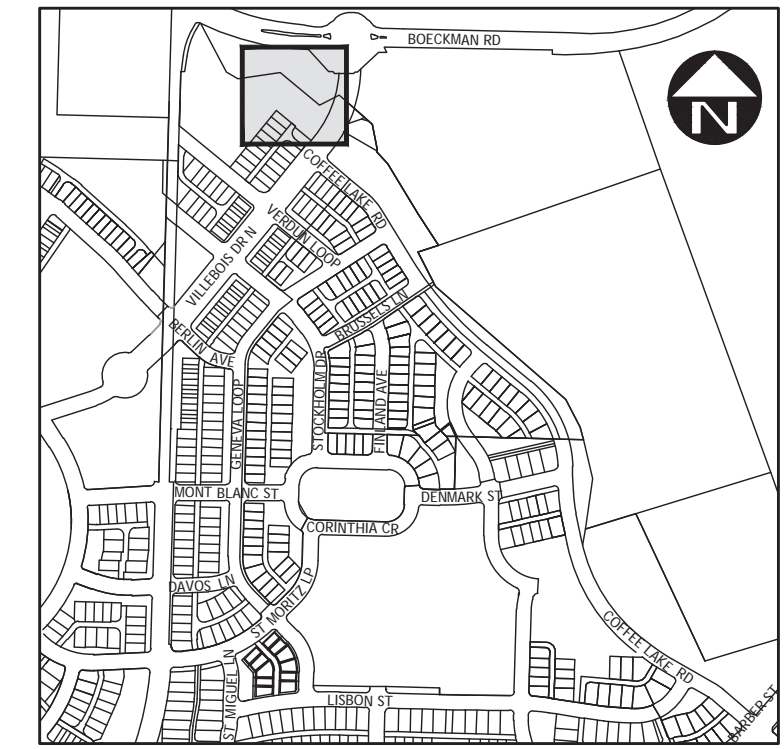 BOECKMAN RD
N
COFFEE LAKE RD
VERDUN LOOP
VILLEBOIS DR N
BRUSSELS LN
BERLIN AVE
STOCKHOLM DR
FINLAND AVE
GENEVA LOOP
MONT BLANC ST
DENMARK ST
CORINTHIA CR
DAVOS LN
ST MORITZ LP
COFFEE LAKE RD
ST MIGUEL LN
LISBON ST
BARBER ST